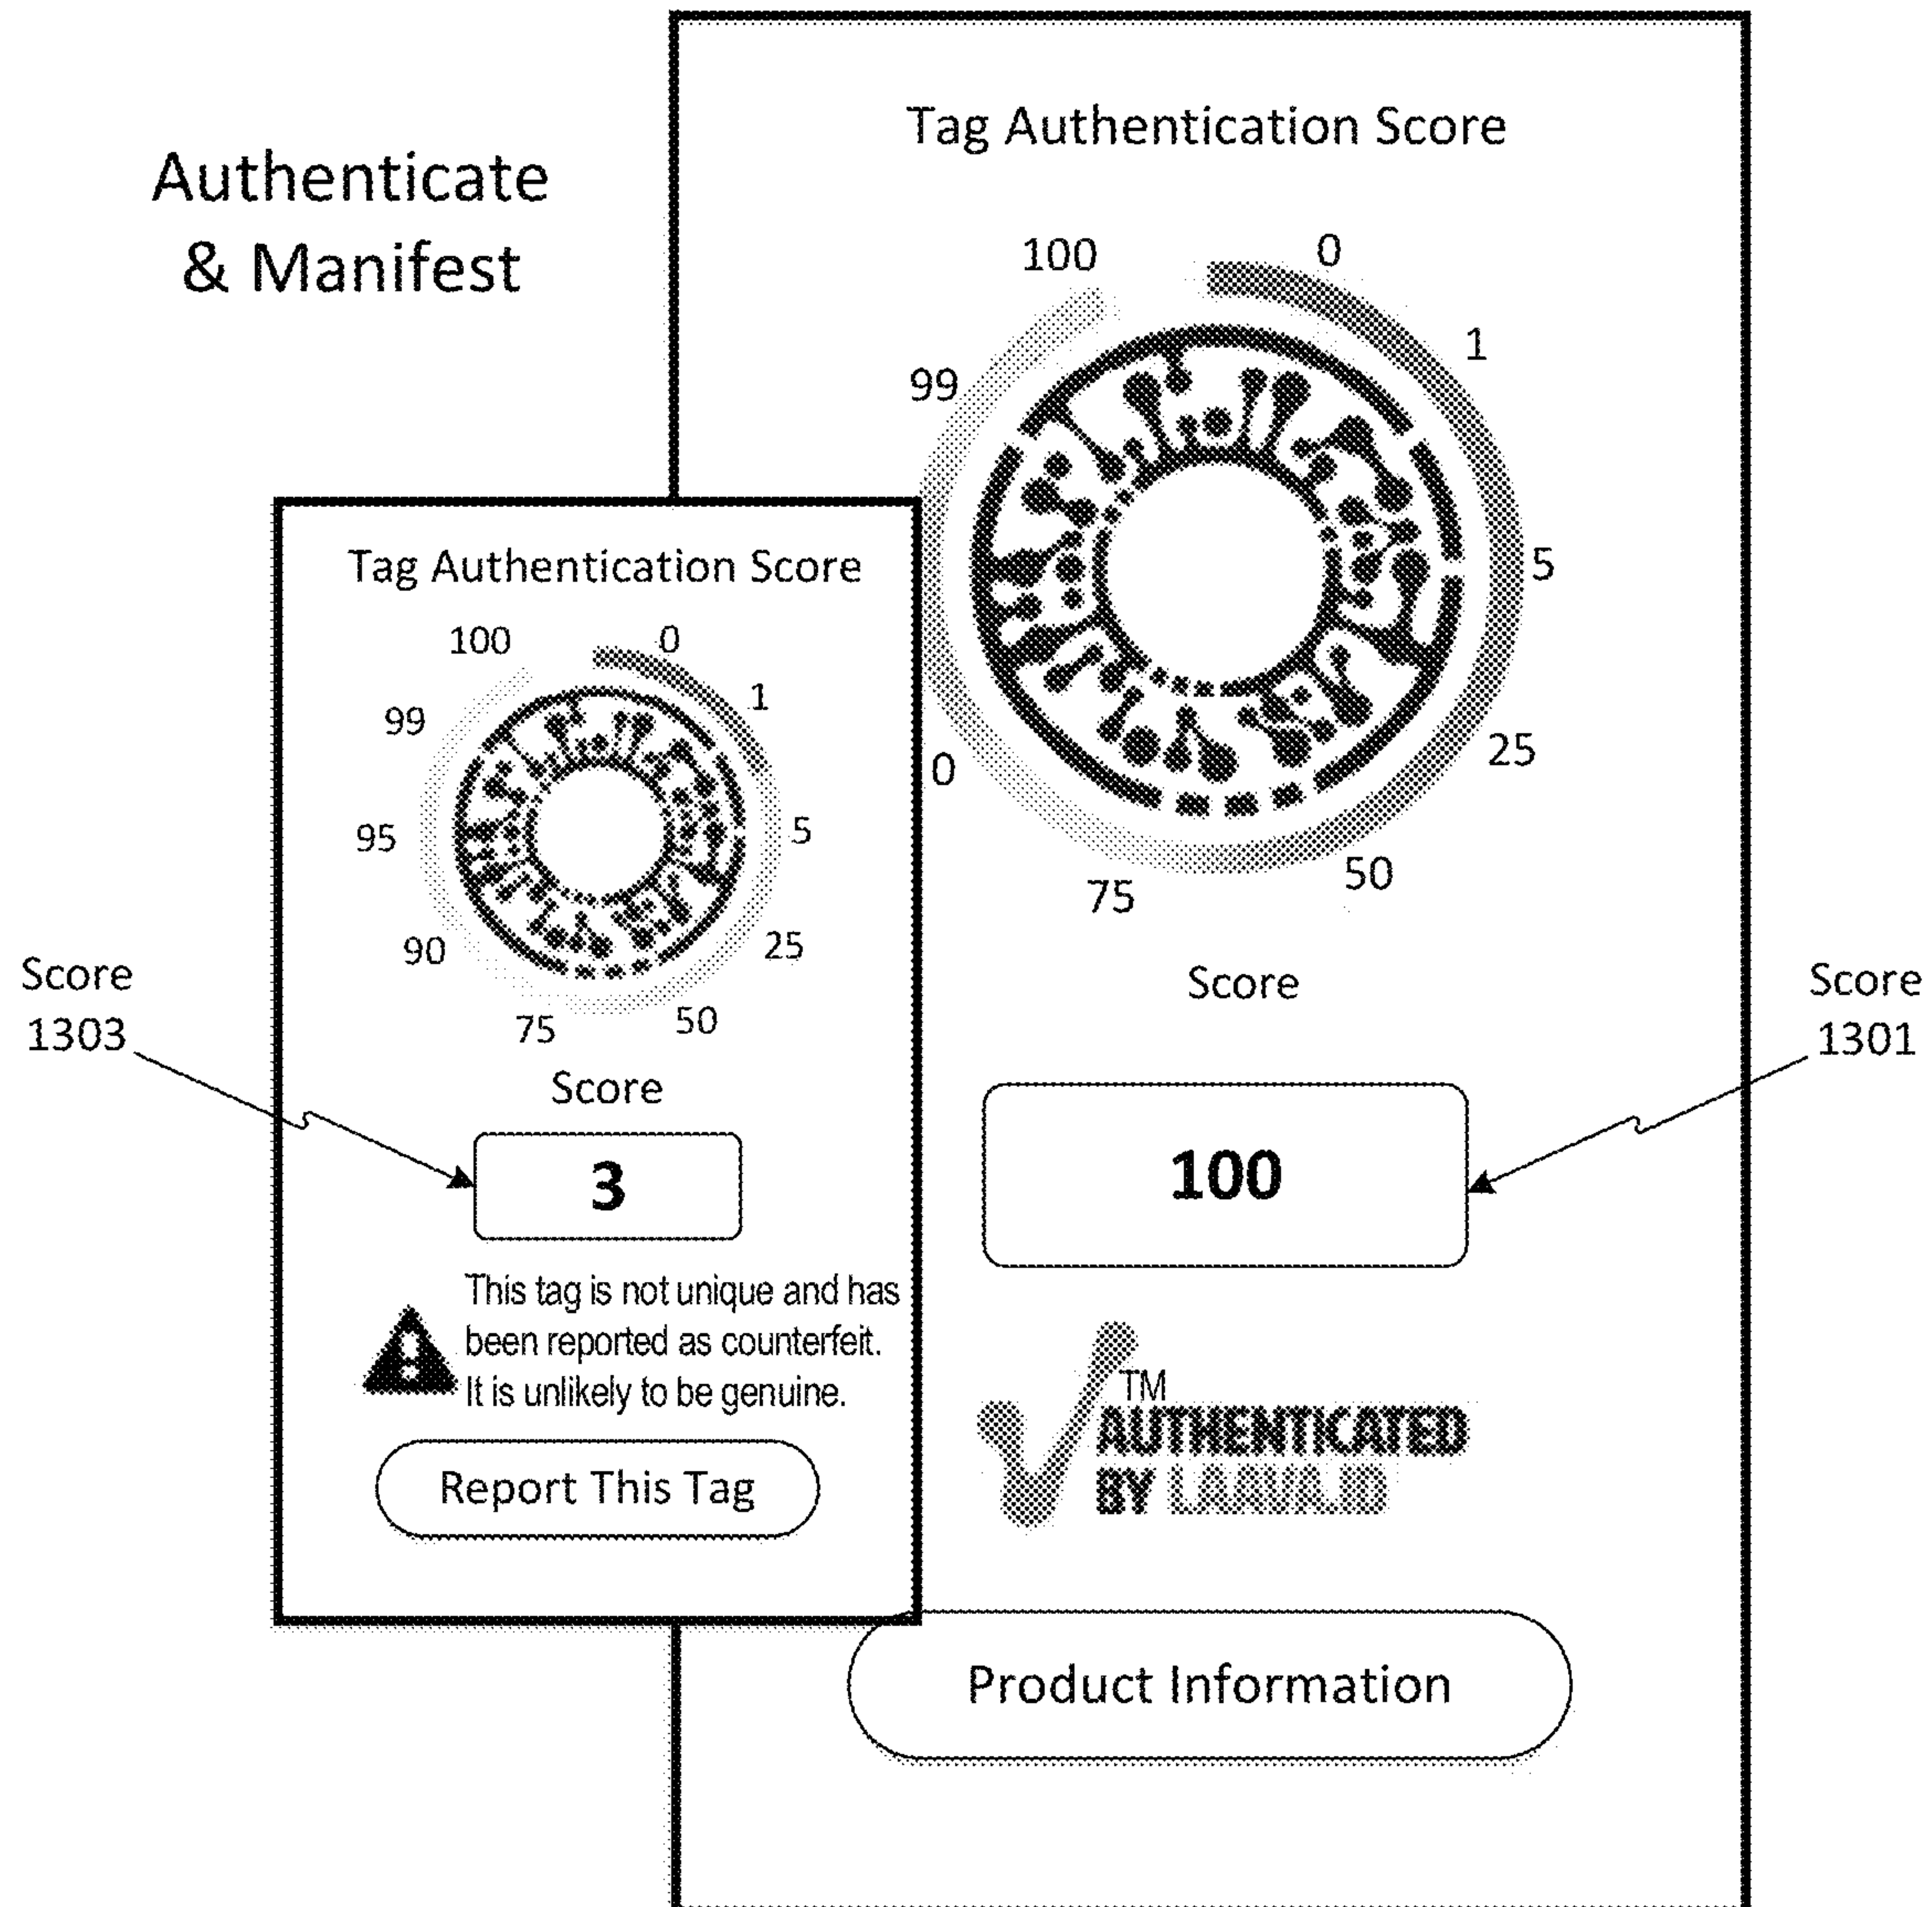 Authenticate
& Manifest
Tag Authentication Score
100
0
1
99
5
25
0
50
75
Score
100
Score
1301
TM
AUTHENTICATED
BY LAAVA.ID
Product Information
Tag Authentication Score
100
0
1
99
5
95
25
90
50
75
Score
1303
Score
3
This tag is not unique and has
been reported as counterfeit.
It is unlikely to be genuine.
Report This Tag